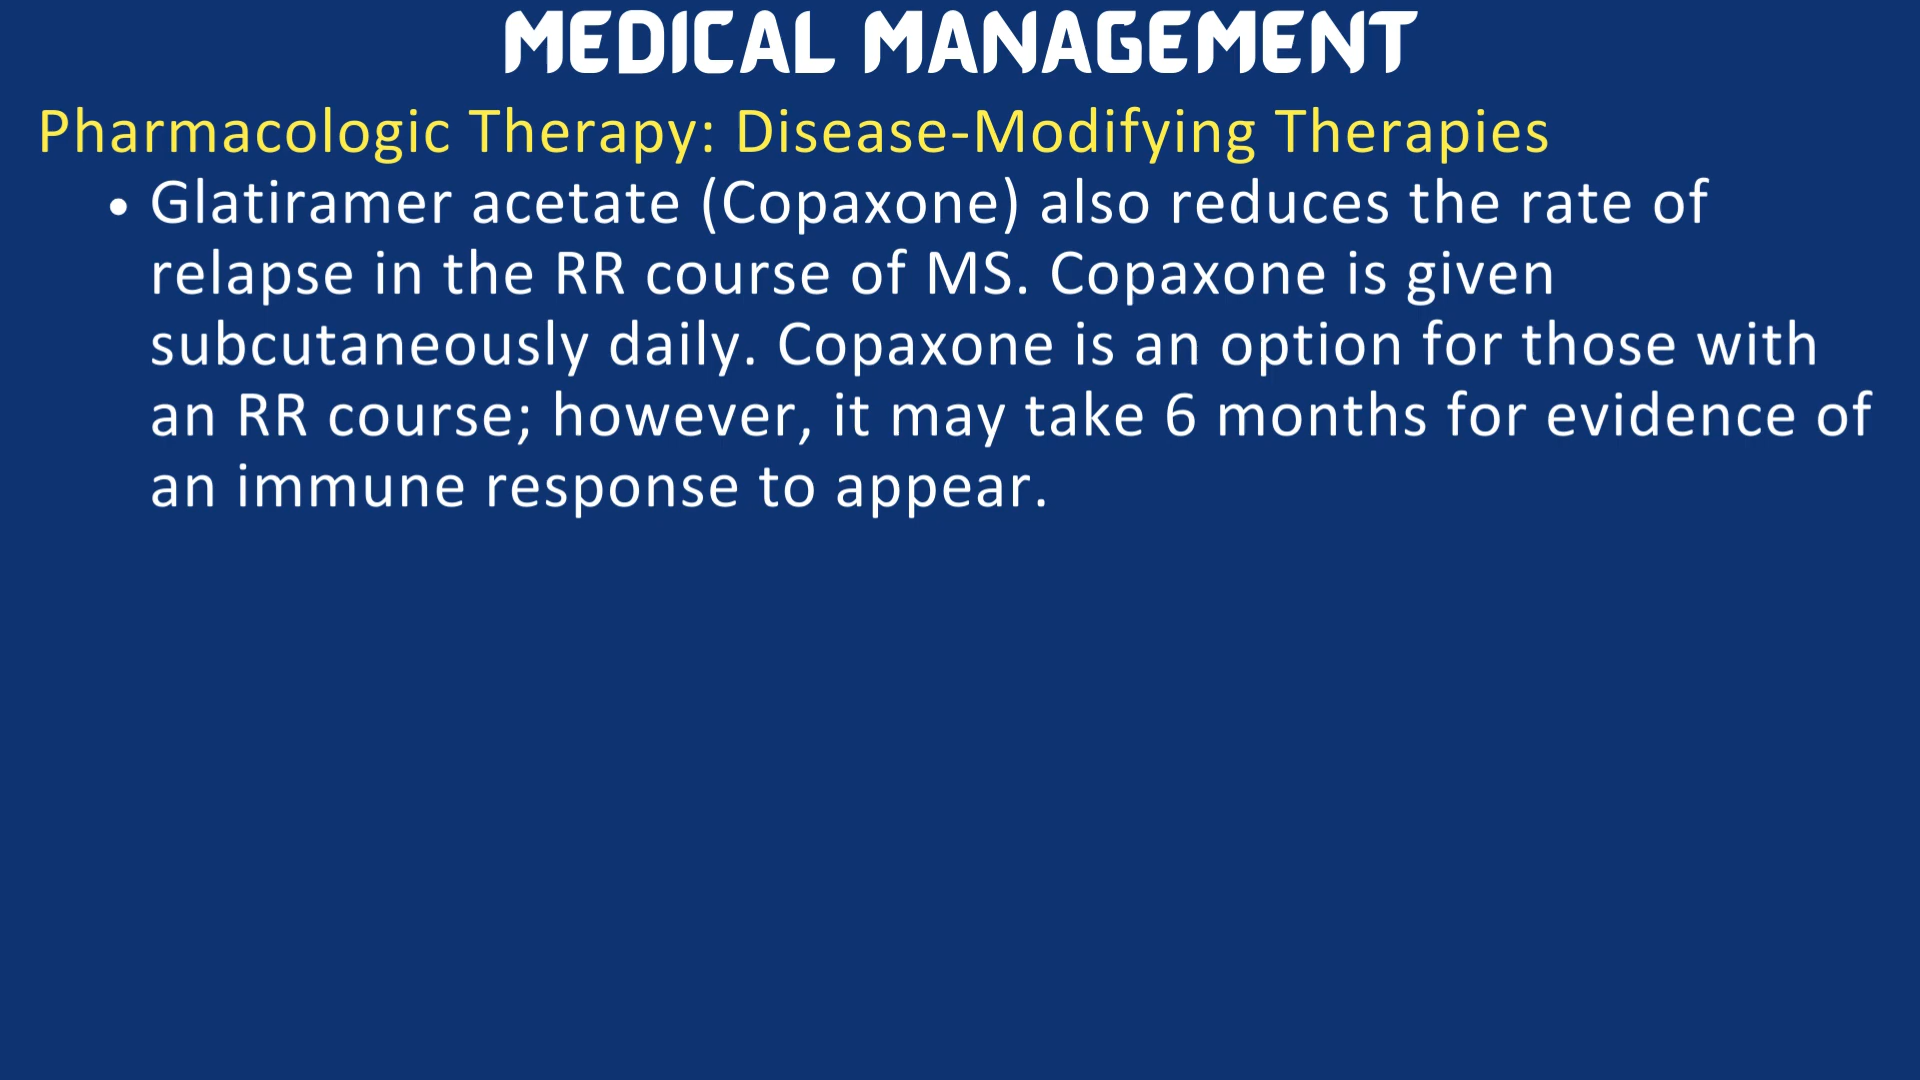 MEDICAL MANAGEMENT
Pharmacologic Therapy: Disease-Modifying Therapies
• Glatiramer acetate (Copaxone) also reduces the rate of
relapse in the RR course of MS. Copaxone is given
subcutaneously daily. Copaxone is an option for those with
an RR course; however, it may take 6 months for evidence of
an immune response to appear.